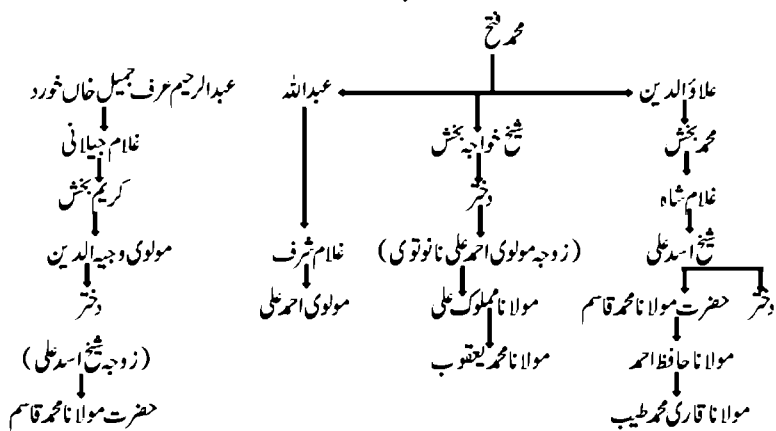 محمد فتح
علاؤالدین
عبداللہ
عبدالرحیم عرف جمیل خاں خورد
محمد بخش
شیخ خواجہ بخش
غلام جیلانی
غلام شاہ
دختر
کریم بخش
شیخ اسد علی
(زوجہ مولوی احمد علی نانوتوی)
غلام شرف
مولوی وجیہ الدین
دختر
حضرت مولانا محمد قاسم
مولانا مملوک علی
مولوی احمد علی
دختر
مولانا حافظ احمد
مولانا محمد یعقوب
(زوجہ شیخ اسد علی)
مولانا قاری محمد طیب
حضرت مولانا محمد قاسم